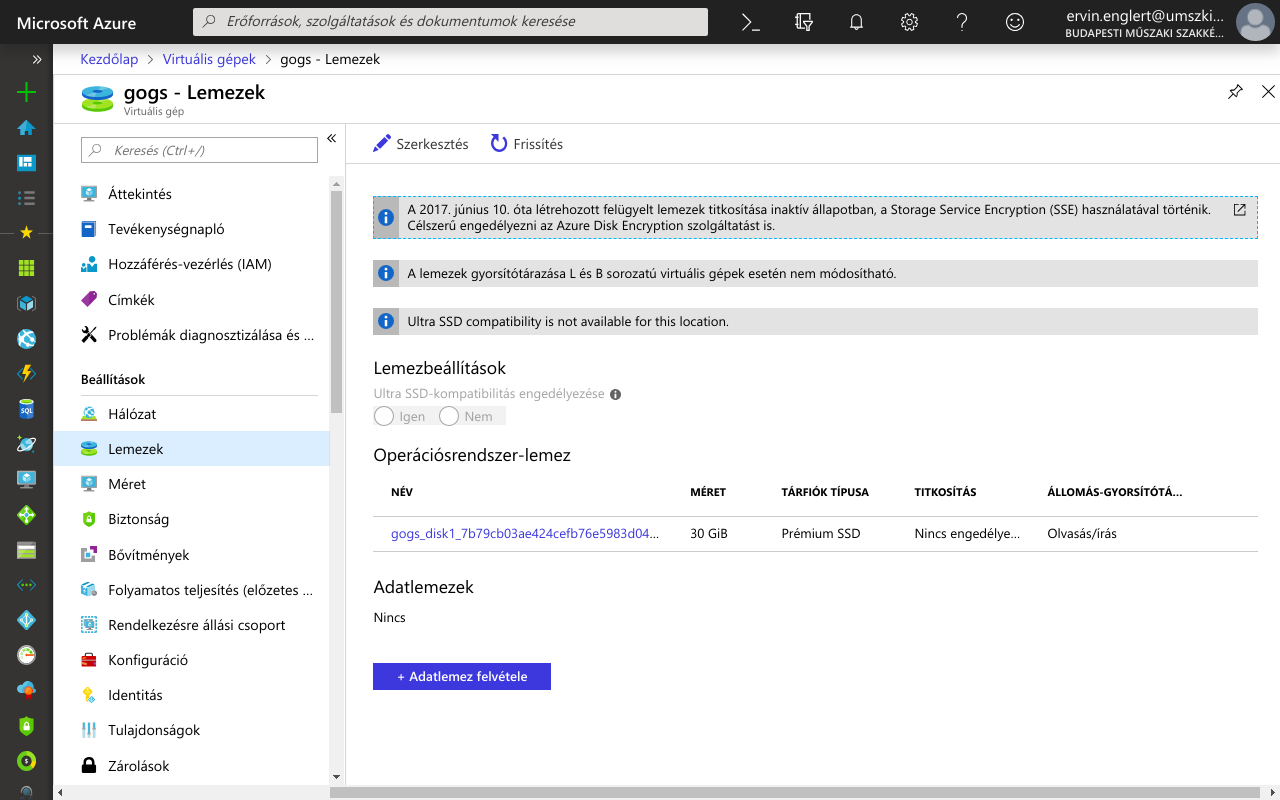 Microsoft Azure
Erőforrások, szolgáltatások és dokumentumok keresése
ervin.englert@umszki...
BUDAPESTI MŰSZAKI SZAKKÉ...
Kezdőlap > Virtuális gépek > gogs - Lemezek
gogs - Lemezek
Virtuális gép
Keresés (Ctrl+/)
Áttekintés
Tevékenységnapló
Hozzáférés-vezérlés (IAM)
Címkék
Problémák diagnosztizálása és ...
Beállítások
Hálózat
Lemezek
Méret
Biztonság
Bővítmények
Folyamatos teljesítés (előzetes ...
Rendelkezésre állási csoport
Konfiguráció
Identitás
Tulajdonságok
Zárolások
Szerkesztés
Frissítés
A 2017. június 10. óta létrehozott felügyelt lemezek titkosítása inaktív állapotban, a Storage Service Encryption (SSE) használatával történik.
Célszerű engedélyezni az Azure Disk Encryption szolgáltatást is.
A lemezek gyorsítótárazása L és B sorozatú virtuális gépek esetén nem módosítható.
Ultra SSD compatibility is not available for this location.
Lemezbeállítások
Ultra SSD-kompatibilitás engedélyezése
Igen Nem
Operációsrendszer-lemez
NÉV MÉRET TÁRFIÓK TÍPUSA TITKOSÍTÁS ÁLLOMÁS-GYORSÍTÓTÁ...
gogs_disk1_7b79cb03ae424cefb76e5983d04... 30 GiB Prémium SSD Nincs engedélye... Olvasás/írás
Adatlemezek
Nincs
+ Adatlemez felvétele